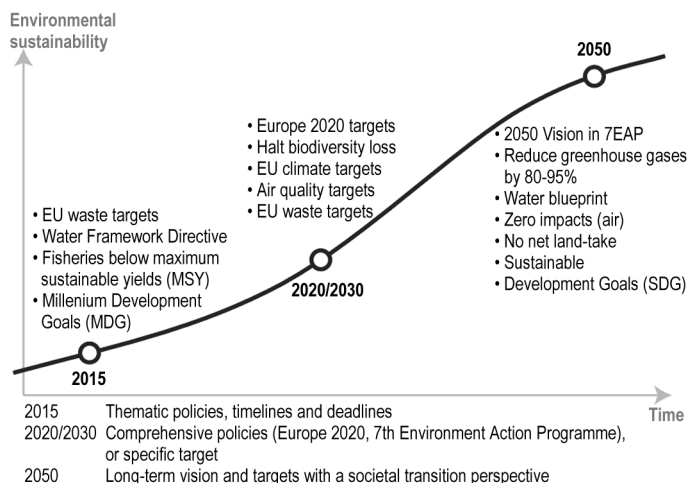 Environmental
sustainability
2050
• Europe 2020 targets
• Halt biodiversity loss
• EU climate targets
• Air quality targets
• EU waste targets
• 2050 Vision in 7EAP
• Reduce greenhouse gases
by 80-95%
• Water blueprint
• Zero impacts (air)
• No net land-take
• Sustainable
• Development Goals (SDG)
• EU waste targets
• Water Framework Directive
• Fisheries below maximum
sustainable yields (MSY)
• Millenium Development
Goals (MDG)
2020/2030
2015
Time
2015 Thematic policies, timelines and deadlines
2020/2030 Comprehensive policies (Europe 2020, 7th Environment Action Programme),
or specific target
2050 Long-term vision and targets with a societal transition perspective